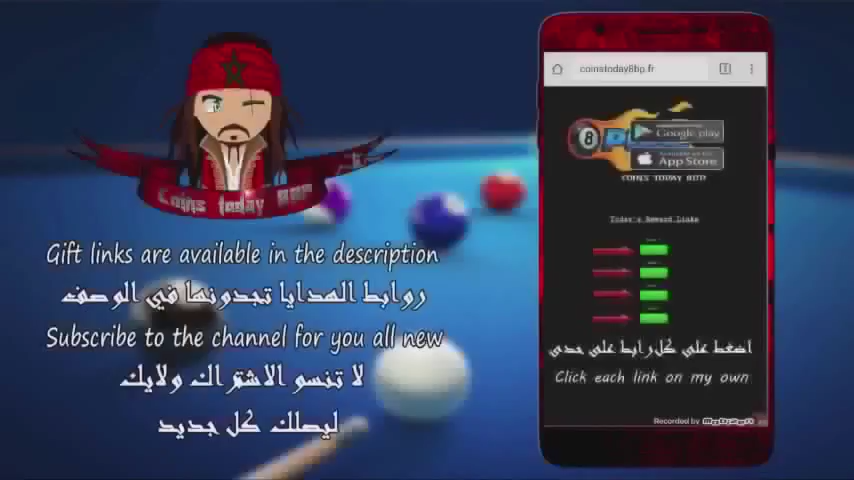 Coins Today 8BP
Gift links are available in the description
روابط الهدايا تجدونها في الوصف
Subscribe to the channel for you all new
لا تنسو الاشتراك ولايك
ليصلك كل جديد
coinstoday8bp.fr
8
Google play
App Store
COINS TODAY 8BP
Today's Reward Links
اضغط على كل رابط على حدى
Click each link on my own
Recorded by